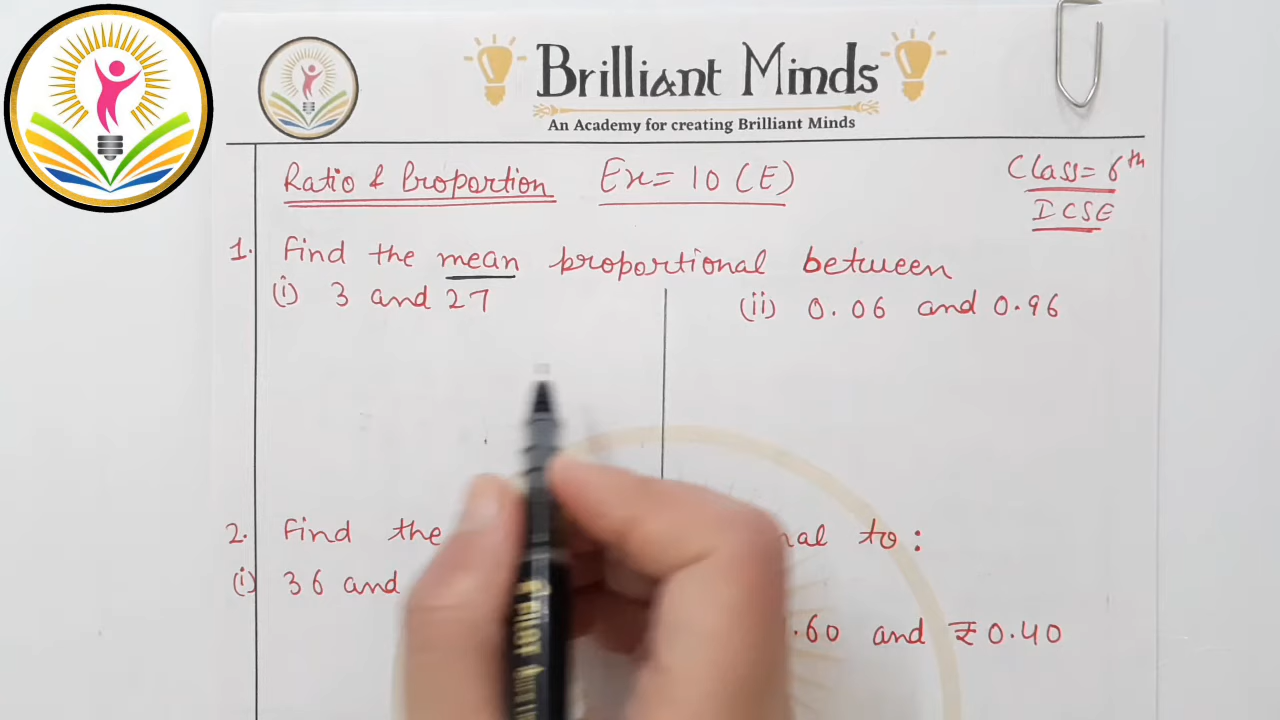 Brilliant Minds
An Academy for creating Brilliant Minds
Ratio & Proportion Ex= 10 (E) Class= 6th
ICSE
1. Find the mean proportional between
(i) 3 and 27 (ii) 0.06 and 0.96
2. Find the nal to:
(i) 36 and
.60 and ₹0.40
PILOT